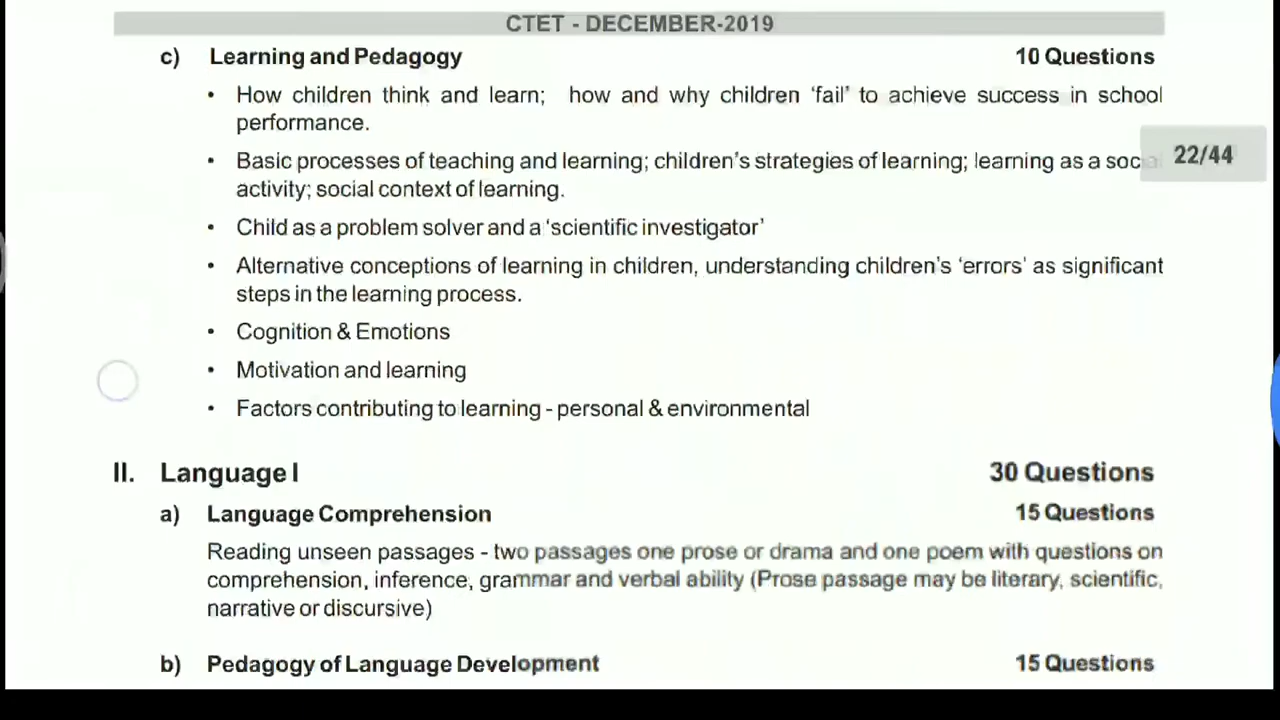 CTET - DECEMBER-2019
c) Learning and Pedagogy 10 Questions
• How children think and learn; how and why children 'fail' to achieve success in school
performance.
• Basic processes of teaching and learning; children's strategies of learning; learning as a social
22/44
activity; social context of learning.
• Child as a problem solver and a 'scientific investigator'
• Alternative conceptions of learning in children, understanding children's 'errors' as significant
steps in the learning process.
• Cognition & Emotions
• Motivation and learning
• Factors contributing to learning - personal & environmental
II. Language I 30 Questions
a) Language Comprehension 15 Questions
Reading unseen passages - two passages one prose or drama and one poem with questions on
comprehension, inference, grammar and verbal ability (Prose passage may be literary, scientific,
narrative or discursive)
b) Pedagogy of Language Development 15 Questions